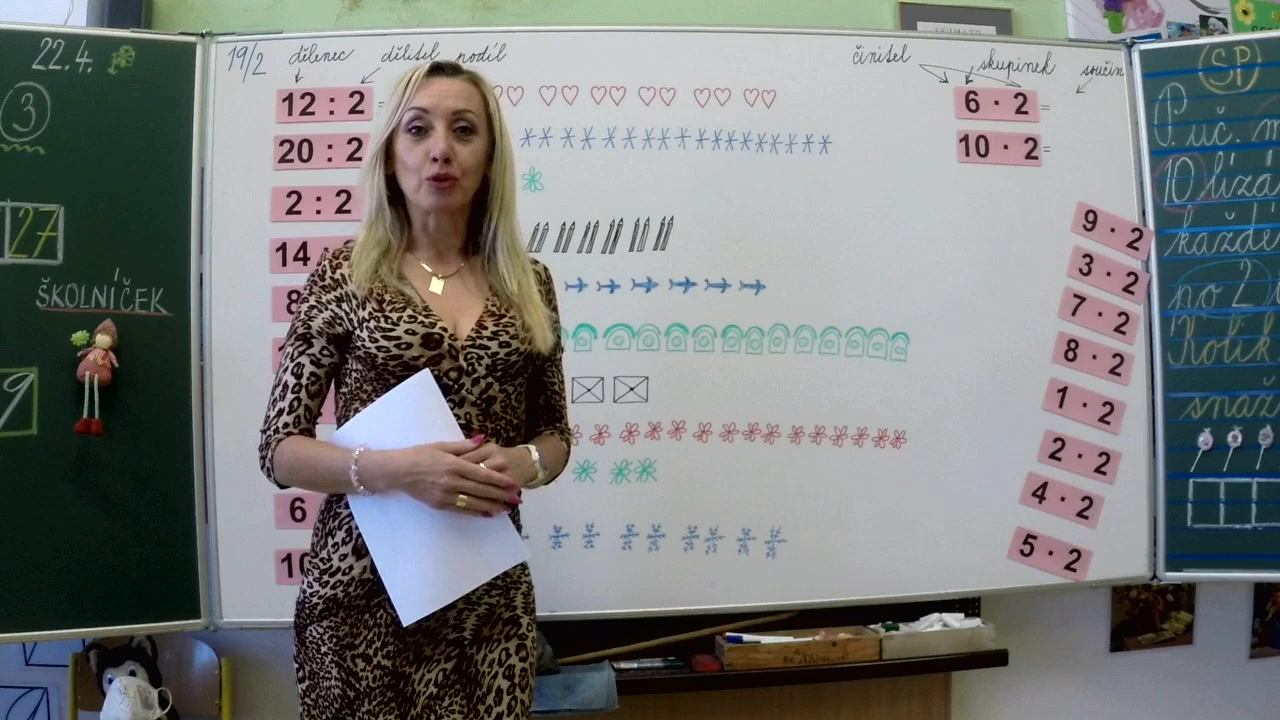 22.4.
3
27
ŠKOLNÍČEK
9
19/2 dělenec dělitel podíl
12 : 2 =
20 : 2
2 : 2
14
8
6
10
činitel skupinek součin
6 · 2 =
10 · 2 =
9 · 2
3 · 2
7 · 2
8 · 2
1 · 2
2 · 2
4 · 2
5 · 2
SP
P. uč.
10 lízá
každé
po 2
Kolik
snaž